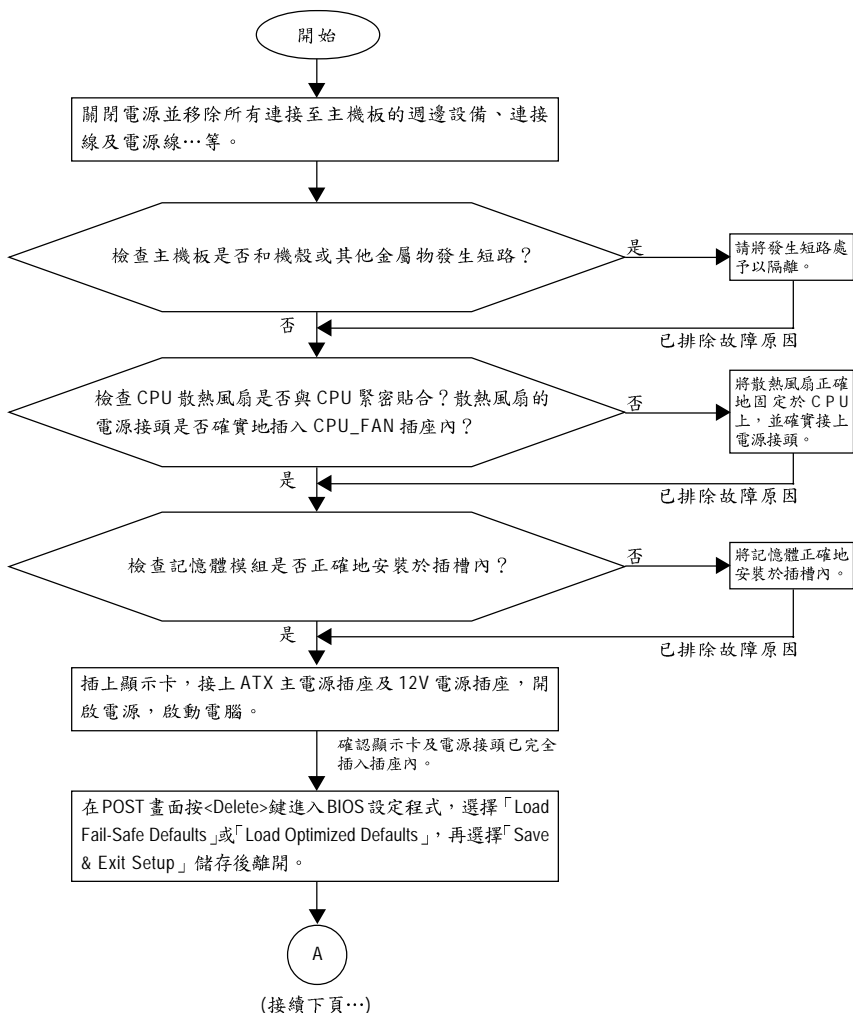 開始
關閉電源並移除所有連接至主機板的週邊設備、連接
線及電源線…等。
檢查主機板是否和機殼或其他金屬物發生短路？
是
請將發生短路處
予以隔離。
否
已排除故障原因
檢查 CPU 散熱風扇是否與 CPU 緊密貼合？散熱風扇的
電源接頭是否確實地插入 CPU_FAN 插座內？
否
將散熱風扇正確
地固定於 CPU
上，並確實接上
電源接頭。
是
已排除故障原因
檢查記憶體模組是否正確地安裝於插槽內？
否
將記憶體正確地
安裝於插槽內。
是
已排除故障原因
插上顯示卡，接上 ATX 主電源插座及 12V 電源插座，開
啟電源，啟動電腦。
確認顯示卡及電源接頭已完全
插入插座內。
在 POST 畫面按<Delete>鍵進入 BIOS 設定程式，選擇「Load
Fail-Safe Defaults」或「Load Optimized Defaults」，再選擇「Save
& Exit Setup」儲存後離開。
A
(接續下頁…)